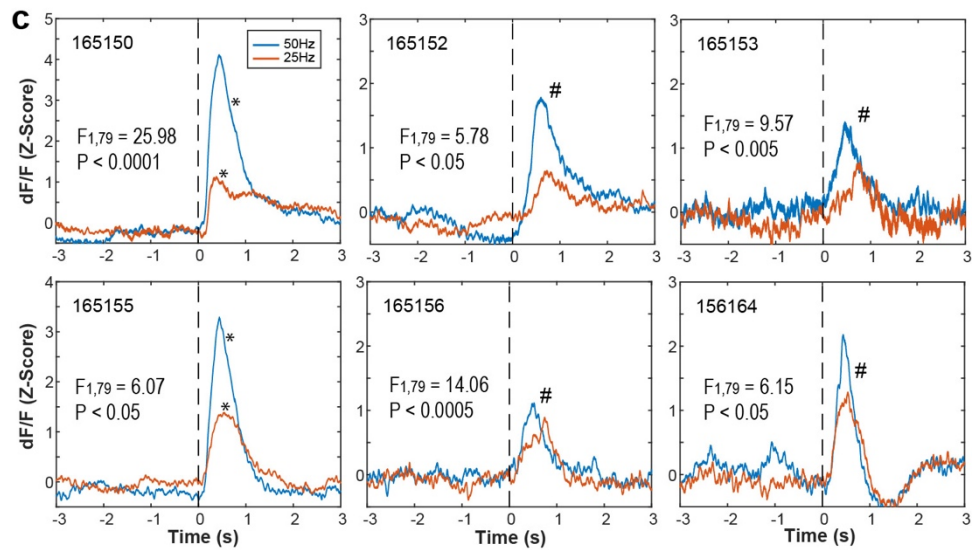 c
165150
50Hz
25Hz
F1,79 = 25.98
P < 0.0001
*
*
dF/F (Z-Score)
5
4
3
2
1
0
-3 -2 -1 0 1 2 3
165152
#
F1,79 = 5.78
P < 0.05
3
2
1
0
-3 -2 -1 0 1 2 3
165153
#
F1,79 = 9.57
P < 0.005
3
2
1
0
-3 -2 -1 0 1 2 3
165155
*
F1,79 = 6.07
P < 0.05
*
dF/F (Z-Score)
4
3
2
1
0
-3 -2 -1 0 1 2 3
Time (s)
165156
F1,79 = 14.06
P < 0.0005
#
3
2
1
0
-3 -2 -1 0 1 2 3
Time (s)
156164
F1,79 = 6.15
P < 0.05
#
3
2
1
0
-3 -2 -1 0 1 2 3
Time (s)